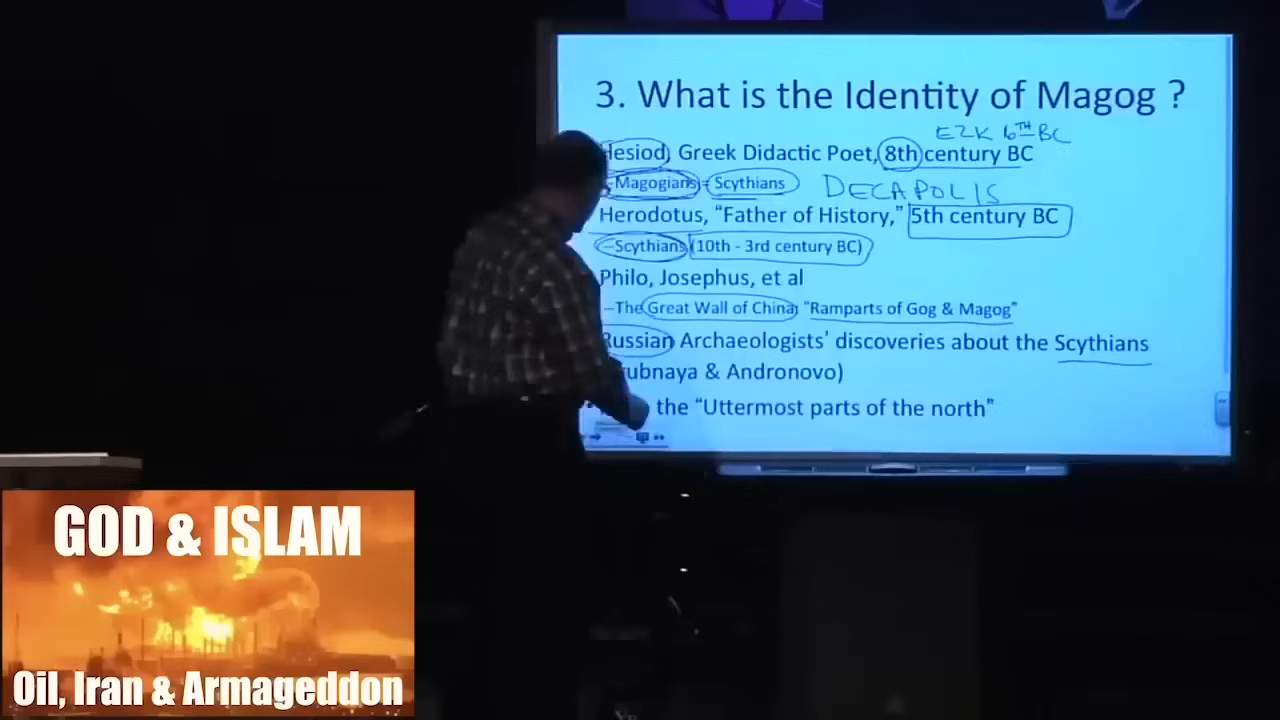 3. What is the Identity of Magog ?
EZK 6TH BC
Hesiod, Greek Didactic Poet, 8th century BC
–Magogians = Scythians DECAPOLIS
Herodotus, “Father of History,” 5th century BC
–Scythians (10th - 3rd century BC)
Philo, Josephus, et al
–The Great Wall of China; “Ramparts of Gog & Magog”
Russian Archaeologists’ discoveries about the Scythians
& Andronovo)
the “Uttermost parts of the north”
GOD & ISLAM
Oil, Iran & Armageddon